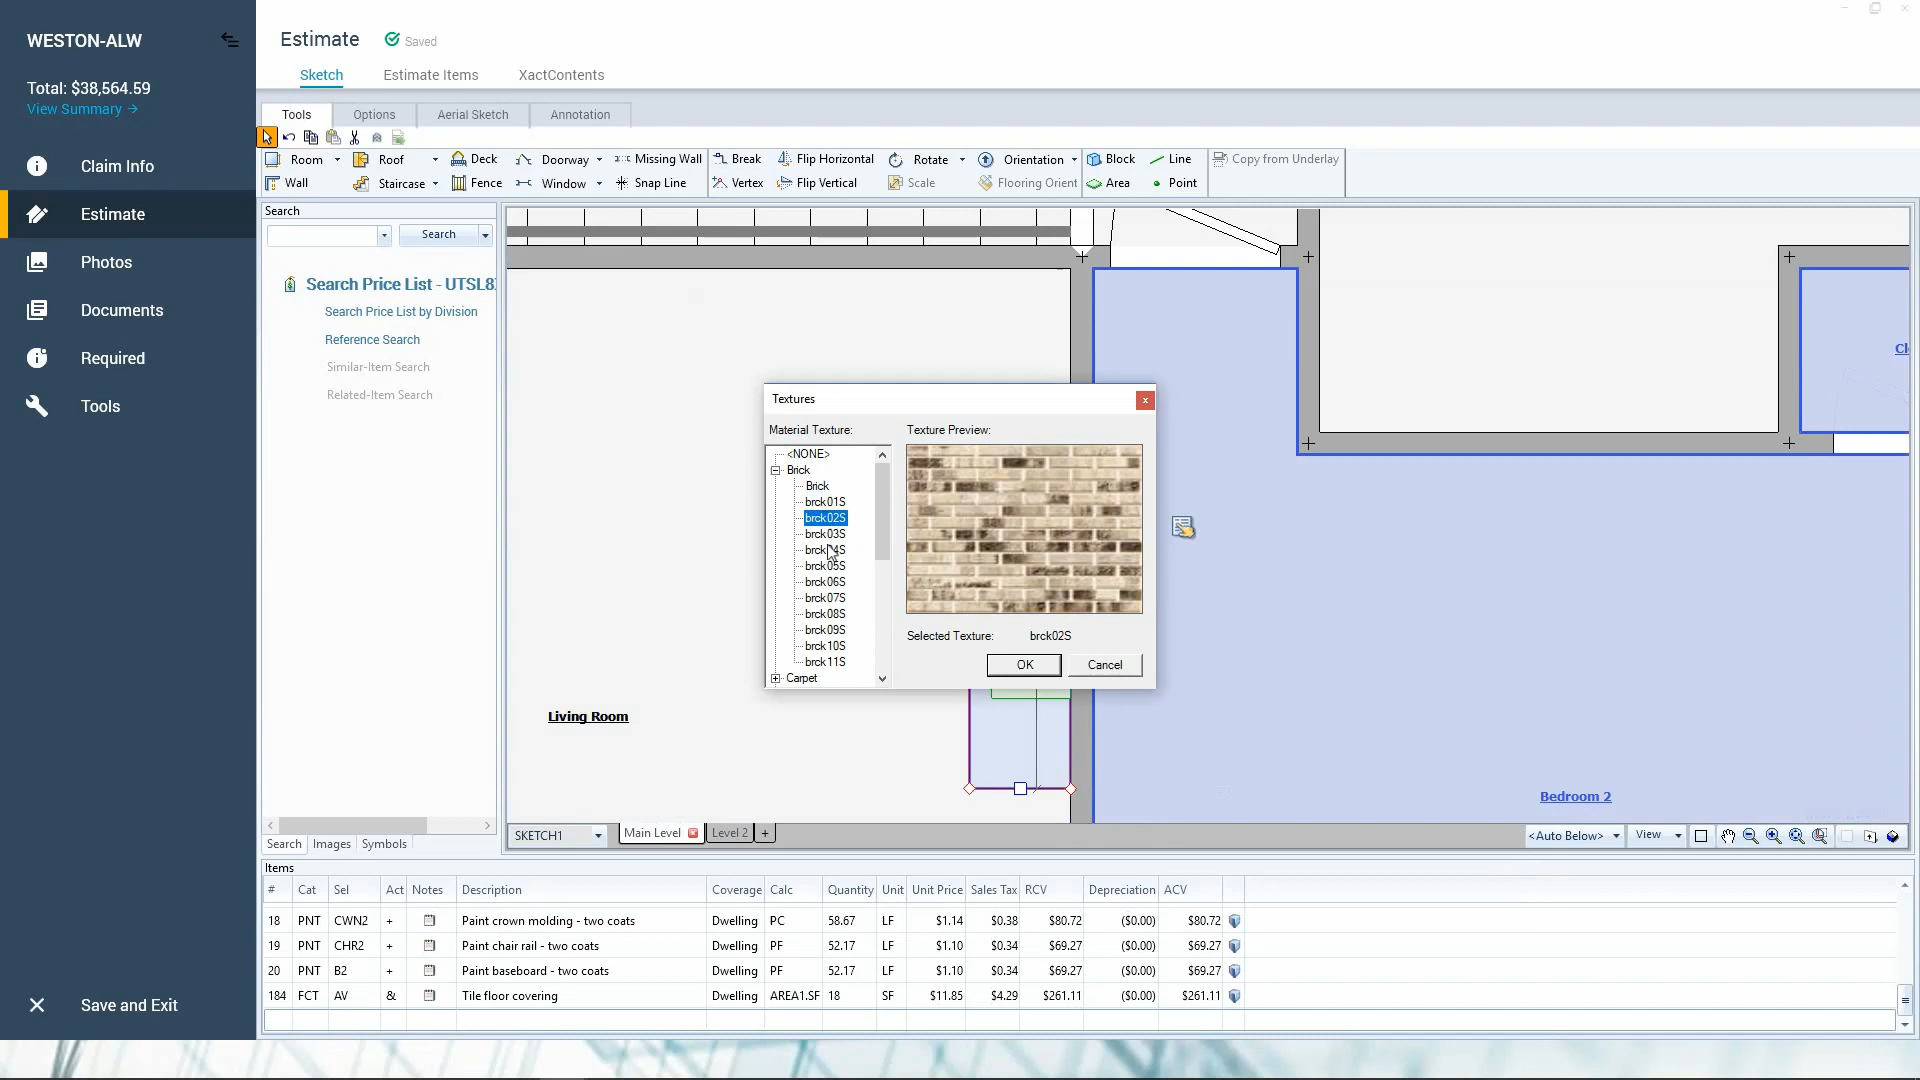 WESTON-ALW
Total: $38,564.59
View Summary →
Claim Info
Estimate
Photos
Documents
Required
Tools
Save and Exit
Estimate
Saved
Sketch Estimate Items XactContents
Tools Options Aerial Sketch Annotation
Room Roof Deck Doorway Missing Wall Break Flip Horizontal Rotate Orientation Block Line Copy from Underlay
Wall Staircase Fence Window Snap Line Vertex Flip Vertical Scale Flooring Orient Area Point
Search
Search
Search Price List - UTSL8
Search Price List by Division
Reference Search
Similar-Item Search
Related-Item Search
Search Images Symbols
Textures
Material Texture: Texture Preview:
<NONE>
Brick
Brick
brck01S
brck02S
brck03S
brck04S
brck05S
brck06S
brck07S
brck08S
brck09S
brck10S
brck11S
Carpet
Selected Texture: brck02S
OK Cancel
Living Room
Bedroom 2
SKETCH1 Main Level Level 2 + <Auto Below> View
Items
# Cat Sel Act Notes Description Coverage Calc Quantity Unit Unit Price Sales Tax RCV Depreciation ACV
18 PNT CWN2 + Paint crown molding - two coats Dwelling PC 58.67 LF $1.14 $0.38 $80.72 ($0.00) $80.72
19 PNT CHR2 + Paint chair rail - two coats Dwelling PF 52.17 LF $1.10 $0.34 $69.27 ($0.00) $69.27
20 PNT B2 + Paint baseboard - two coats Dwelling PF 52.17 LF $1.10 $0.34 $69.27 ($0.00) $69.27
184 FCT AV & Tile floor covering Dwelling AREA1.SF 18 SF $11.85 $4.29 $261.11 ($0.00) $261.11